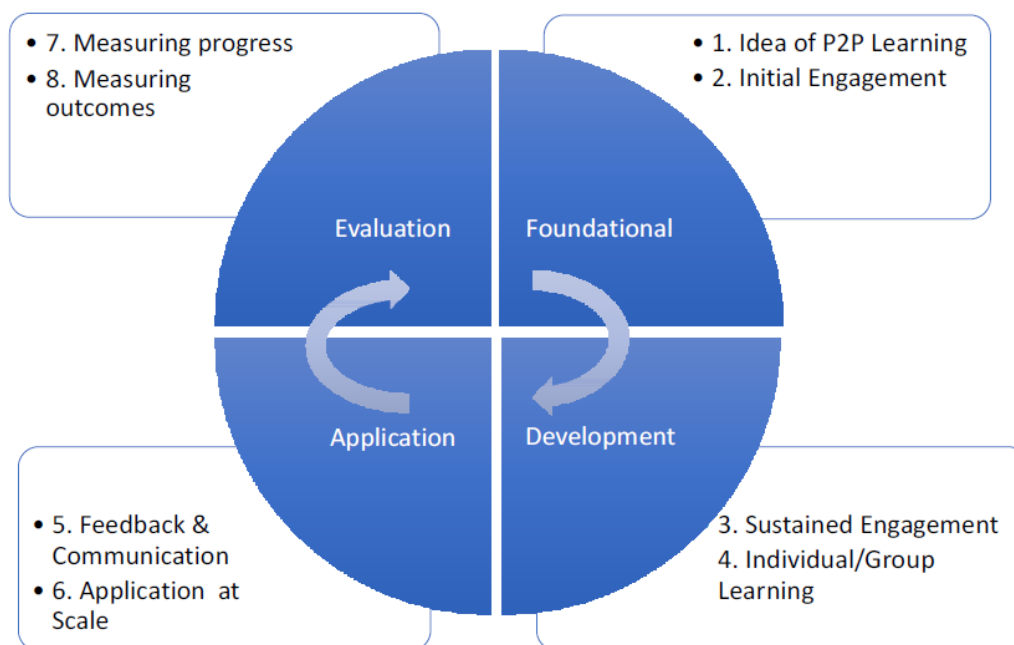 • 7. Measuring progress
• 8. Measuring
outcomes
• 1. Idea of P2P Learning
• 2. Initial Engagement
Evaluation
Foundational
Application
Development
• 5. Feedback &
Communication
• 6. Application at
Scale
3. Sustained Engagement
4. Individual/Group
Learning